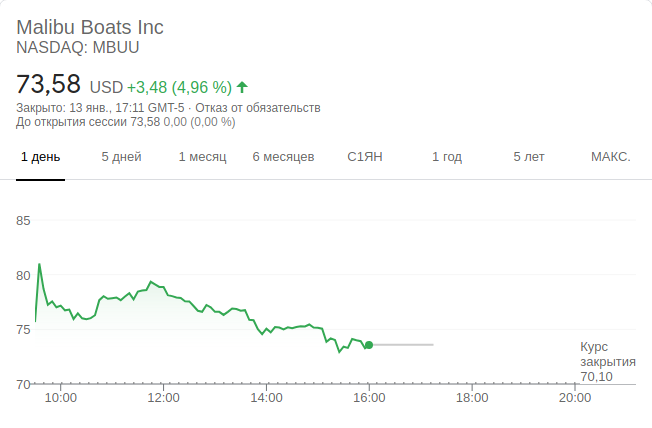 Malibu Boats Inc
NASDAQ: MBUU
73,58 USD +3,48 (4,96 %)
Закрыто: 13 янв., 17:11 GMT-5 · Отказ от обязательств
До открытия сессии 73,58 0,00 (0,00 %)
1 день 5 дней 1 месяц 6 месяцев С1ЯН 1 год 5 лет МАКС.
85
80
75
Курс
закрытия
70,10
70
10:00 12:00 14:00 16:00 18:00 20:00